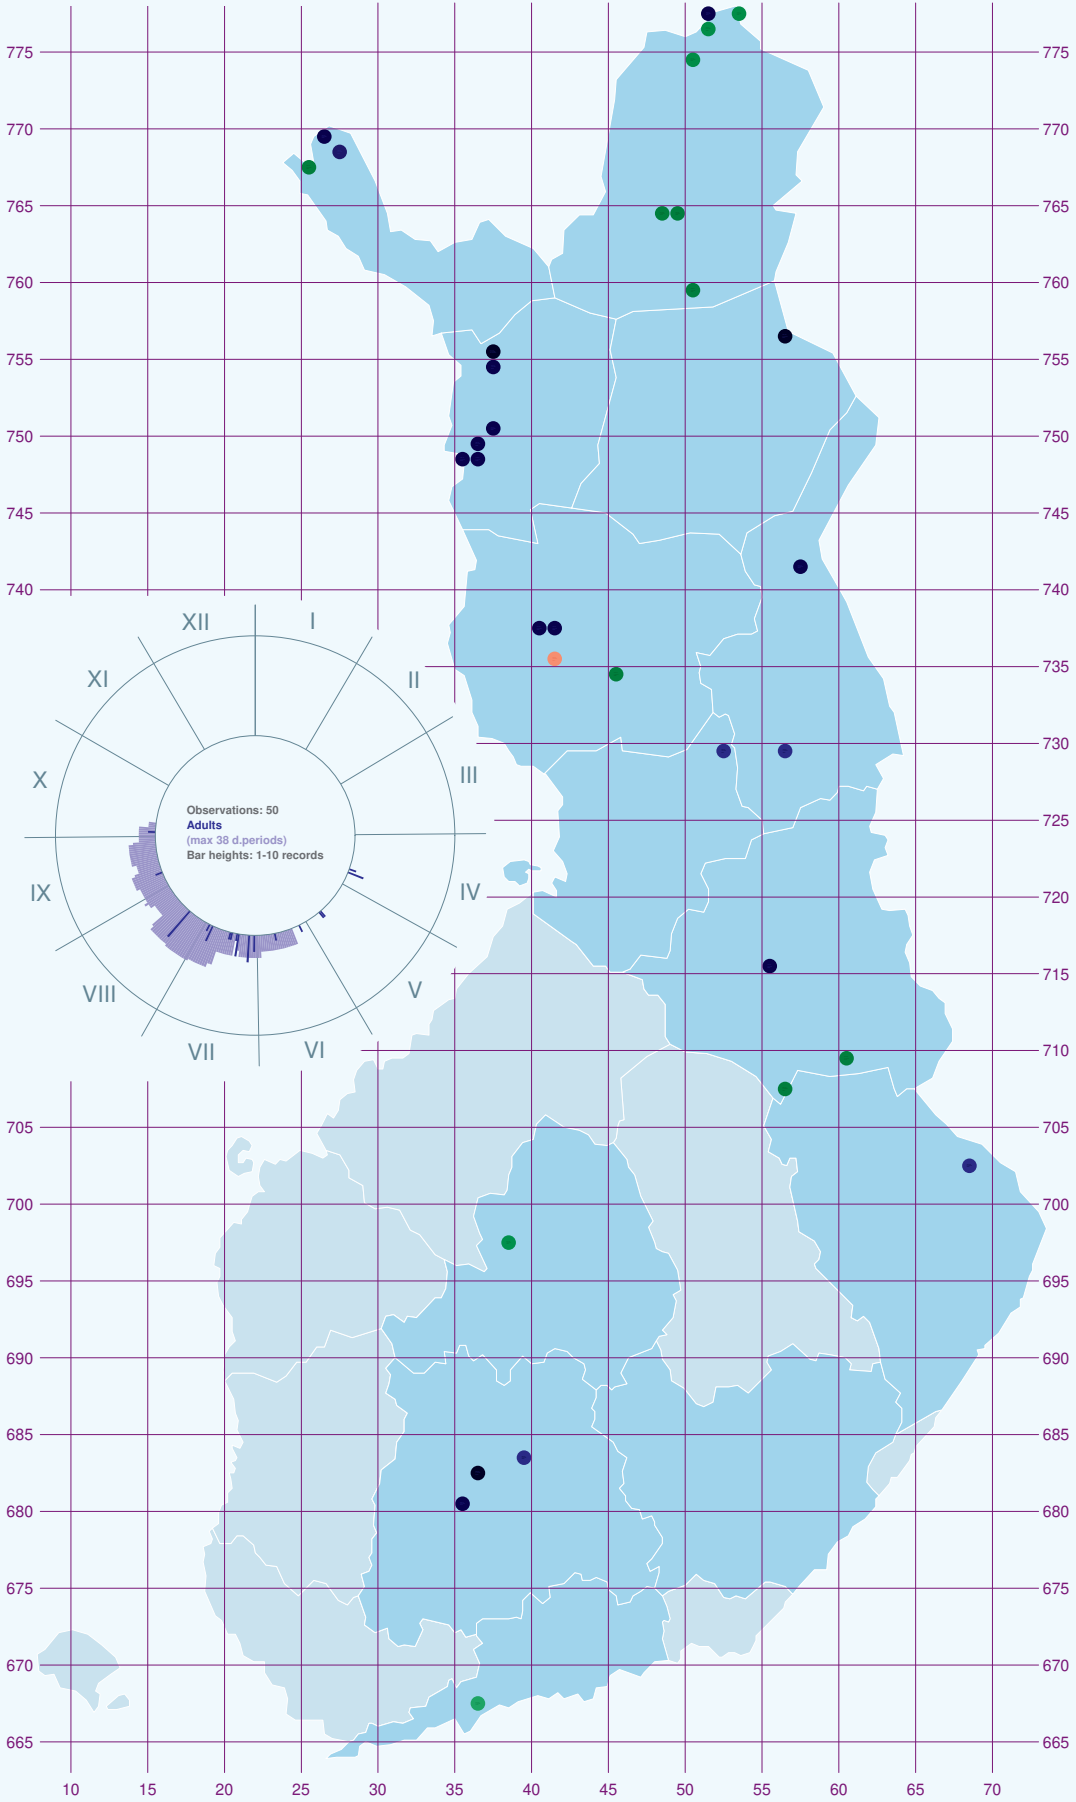 775 775
770 770
765 765
760 760
755 755
750 750
745 745
740 740
XII I
735
XI II
730
X III
Observations: 50
Adults
725
(max 38 d.periods)
Bar heights: 1-10 records
IX IV
720
VIII V
715
VII VI
710
705 705
700 700
695 695
690 690
685 685
680 680
675 675
670 670
665 665
10 15 20 25 30 35 40 45 50 55 60 65 70